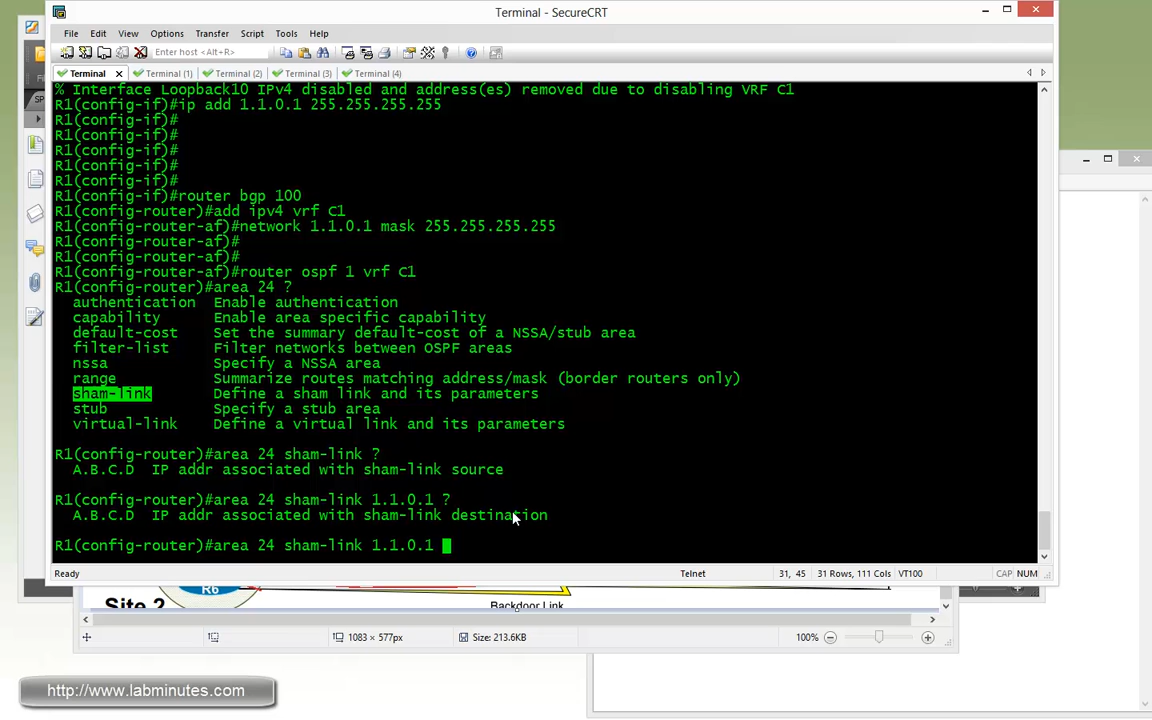 Terminal - SecureCRT
File Edit View Options Transfer Script Tools Help
Enter host <Alt+R>
Terminal Terminal (1) Terminal (2) Terminal (3) Terminal (4)
% Interface Loopback10 IPv4 disabled and address(es) removed due to disabling VRF C1
R1(config-if)#ip add 1.1.0.1 255.255.255.255
R1(config-if)#
R1(config-if)#
R1(config-if)#
R1(config-if)#
R1(config-if)#
R1(config-if)#router bgp 100
R1(config-router)#add ipv4 vrf C1
R1(config-router-af)#network 1.1.0.1 mask 255.255.255.255
R1(config-router-af)#
R1(config-router-af)#
R1(config-router-af)#router ospf 1 vrf C1
R1(config-router)#area 24 ?
authentication Enable authentication
capability Enable area specific capability
default-cost Set the summary default-cost of a NSSA/stub area
filter-list Filter networks between OSPF areas
nssa Specify a NSSA area
range Summarize routes matching address/mask (border routers only)
sham-link Define a sham link and its parameters
stub Specify a stub area
virtual-link Define a virtual link and its parameters
R1(config-router)#area 24 sham-link ?
A.B.C.D IP addr associated with sham-link source
R1(config-router)#area 24 sham-link 1.1.0.1 ?
A.B.C.D IP addr associated with sham-link destination
R1(config-router)#area 24 sham-link 1.1.0.1
Ready Telnet 31, 45 31 Rows, 111 Cols VT100 CAP NUM
R6
Site 2
Backdoor Link
1083 × 577px Size: 213.6KB 100%
http://www.labminutes.com